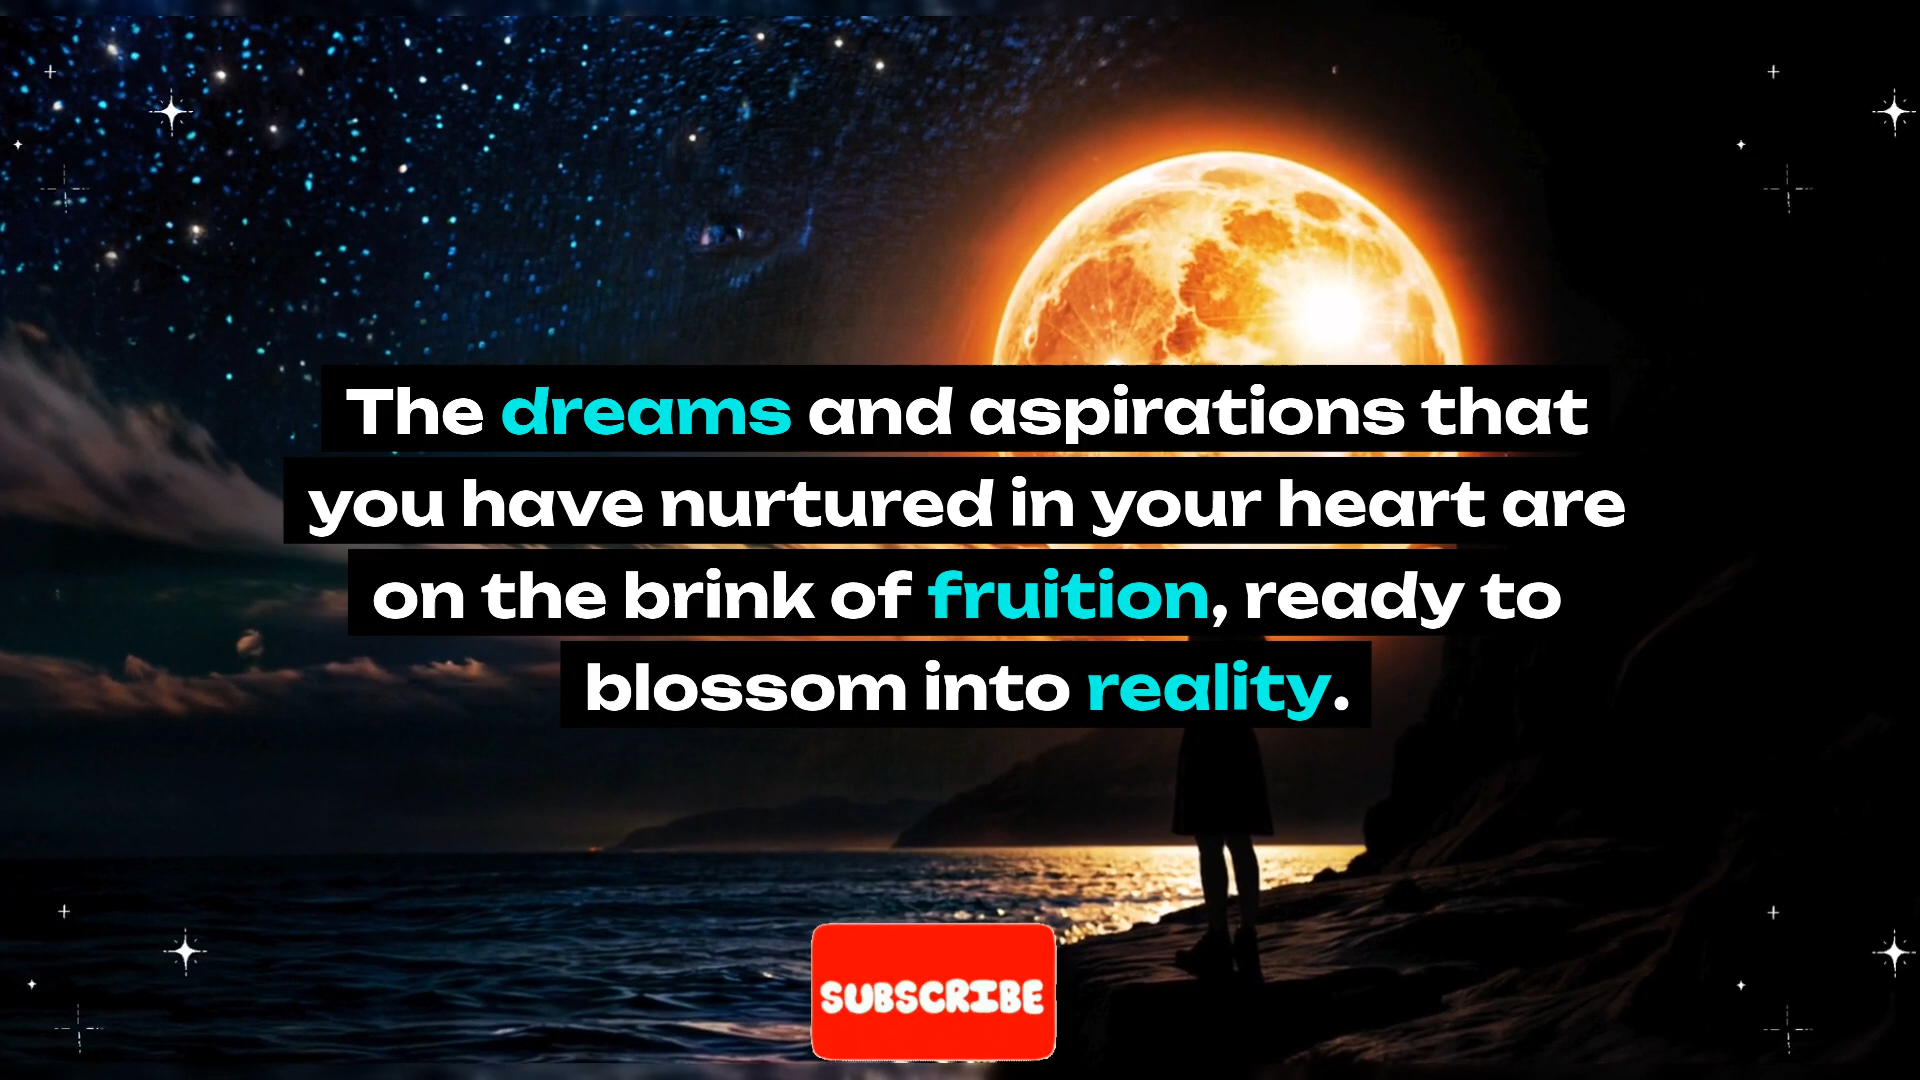 The dreams and aspirations that
you have nurtured in your heart are
on the brink of fruition, ready to
blossom into reality.
SUBSCRIBE